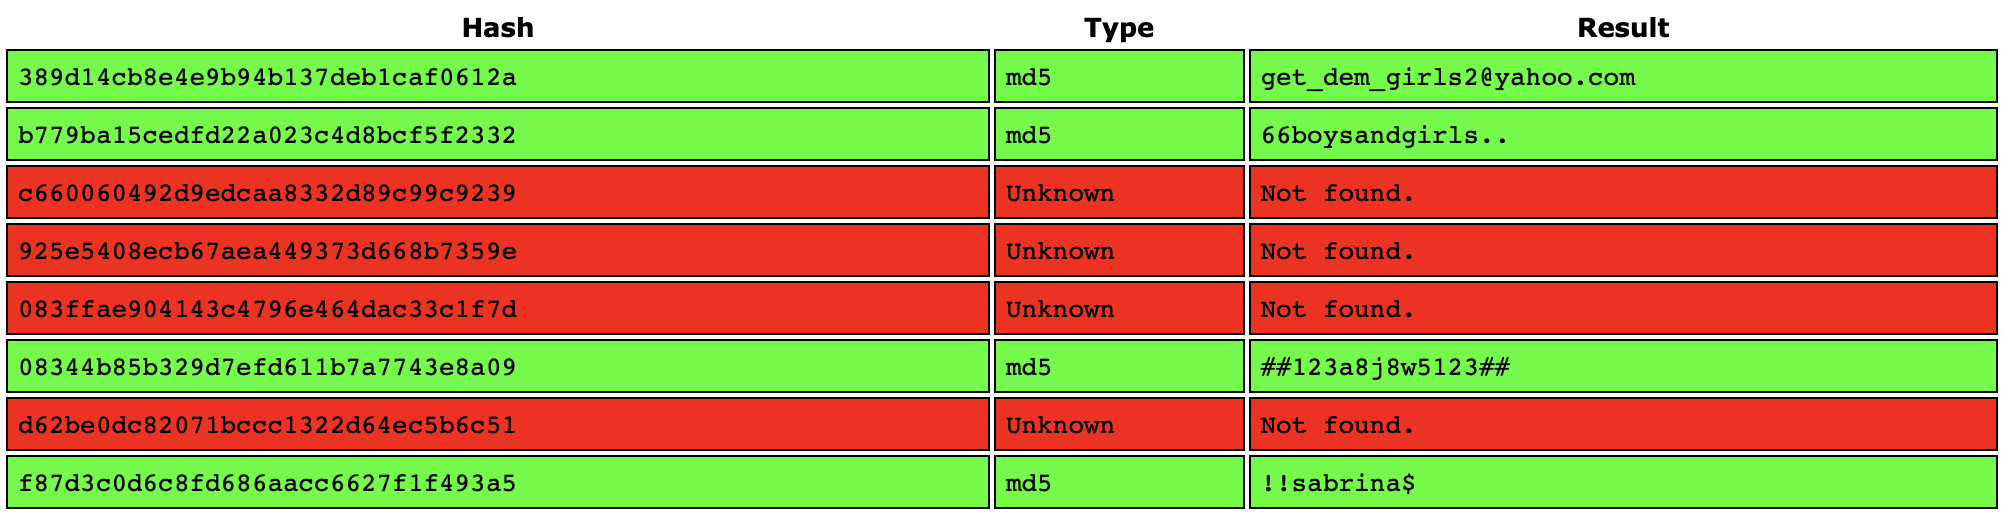 Hash Type Result
389d14cb8e4e9b94b137deb1caf0612a md5 get_dem_girls2@yahoo.com
b779ba15cedfd22a023c4d8bcf5f2332 md5 66boysandgirls..
c660060492d9edcaa8332d89c99c9239 Unknown Not found.
925e5408ecb67aea449373d668b7359e Unknown Not found.
083ffae904143c4796e464dac33c1f7d Unknown Not found.
08344b85b329d7efd611b7a7743e8a09 md5 ##123a8j8w5123##
d62be0dc82071bccc1322d64ec5b6c51 Unknown Not found.
f87d3c0d6c8fd686aacc6627f1f493a5 md5 !!sabrina$